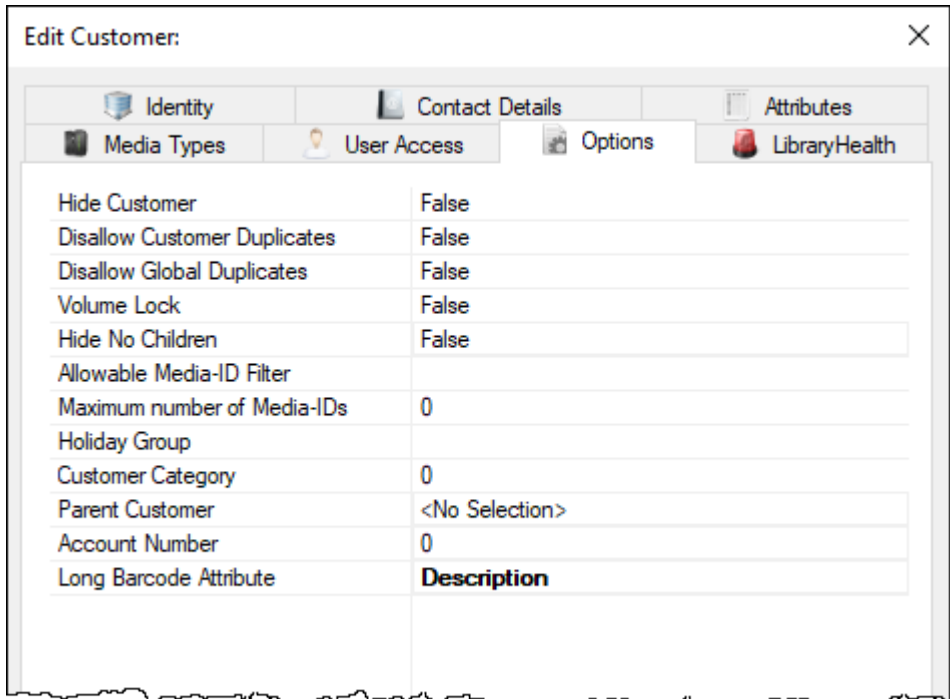 Edit Customer:
Identity Contact Details Attributes
Media Types User Access Options LibraryHealth
Hide Customer False
Disallow Customer Duplicates False
Disallow Global Duplicates False
Volume Lock False
Hide No Children False
Allowable Media-ID Filter
Maximum number of Media-IDs 0
Holiday Group
Customer Category 0
Parent Customer <No Selection>
Account Number 0
Long Barcode Attribute Description